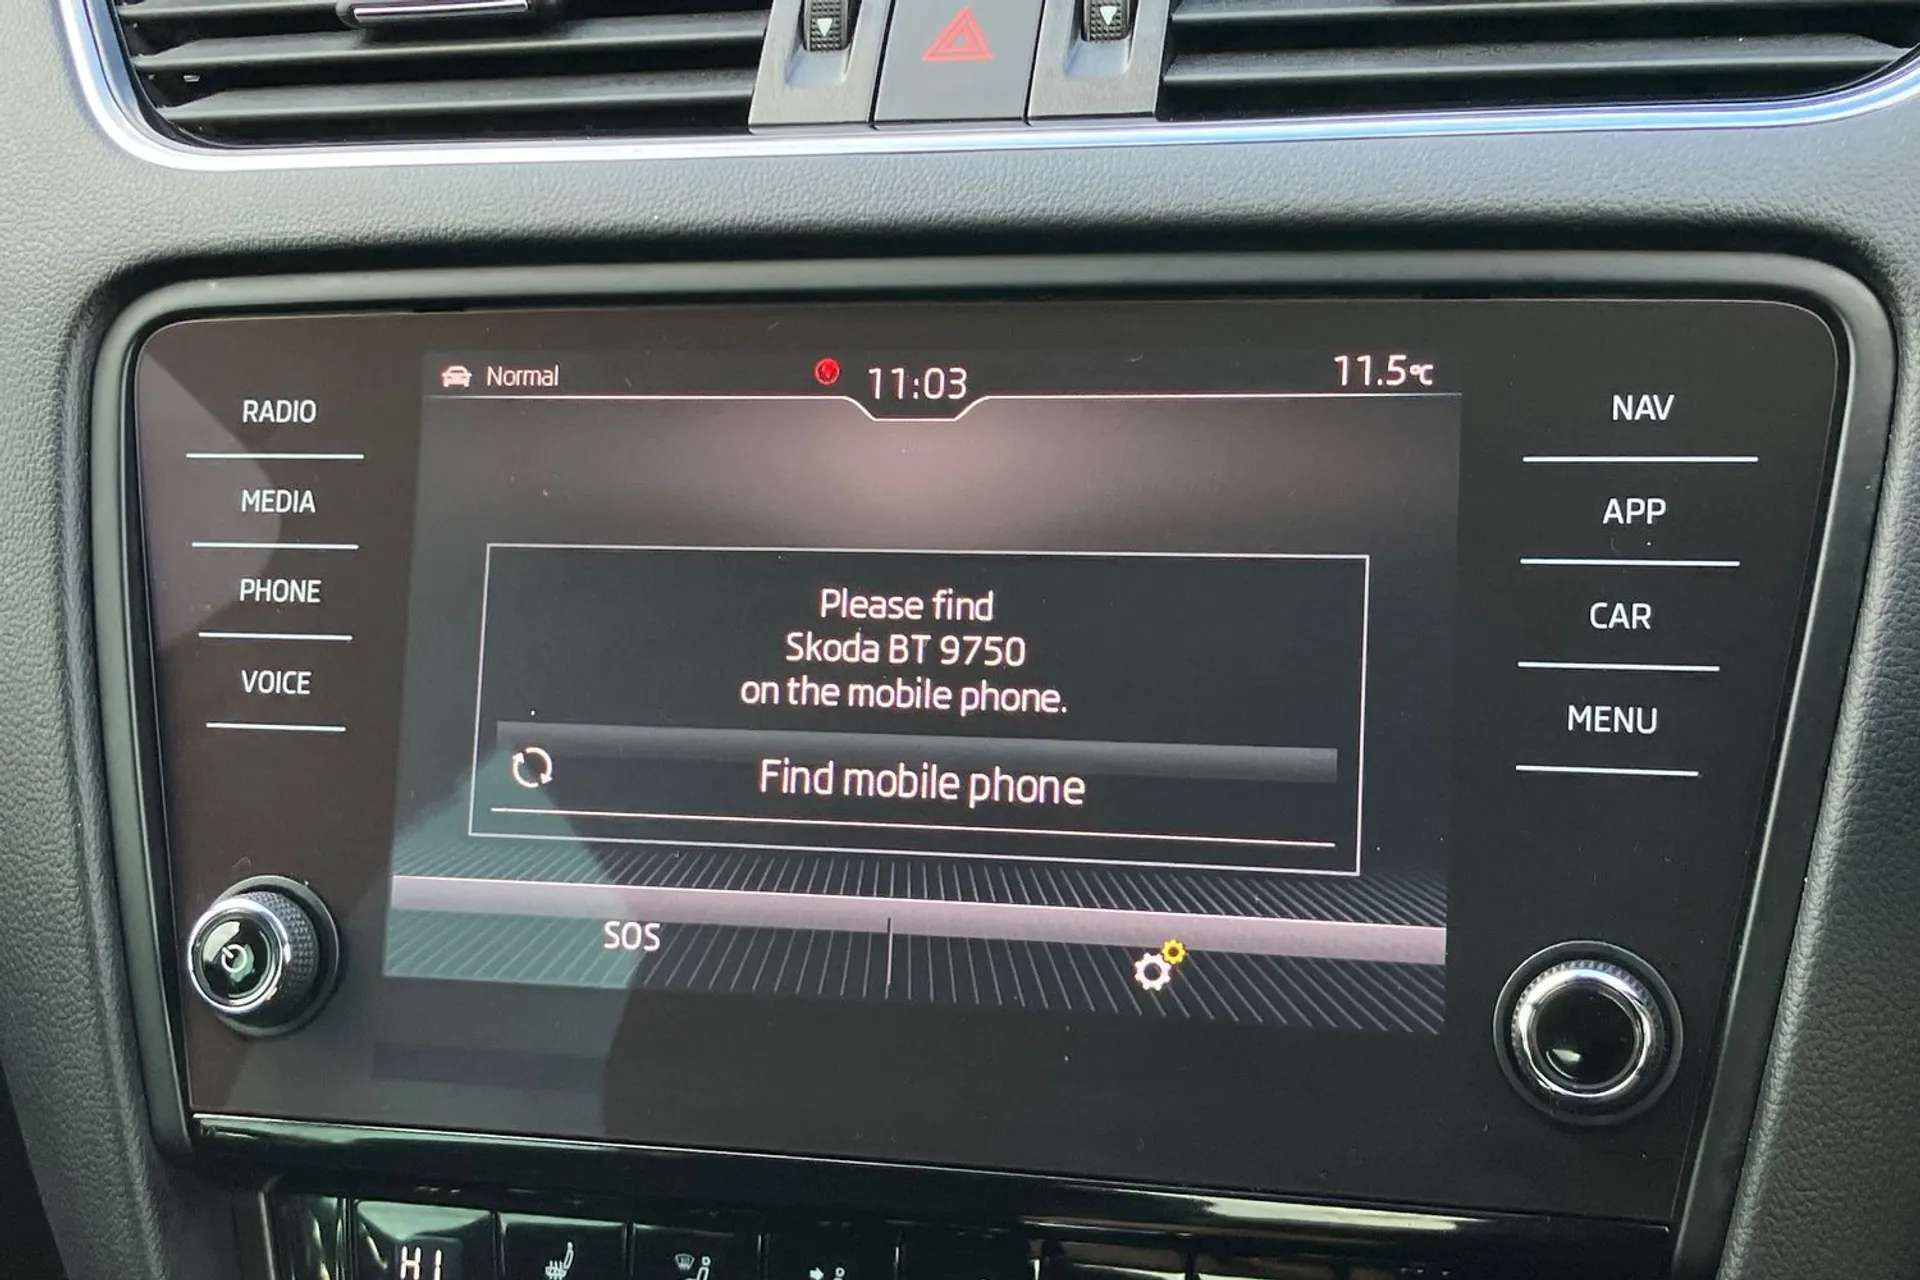 Normal
11:03
11.5°C
RADIO
MEDIA
PHONE
VOICE
NAV
APP
CAR
MENU
Please find
Skoda BT 9750
on the mobile phone.
Find mobile phone
SOS
HI